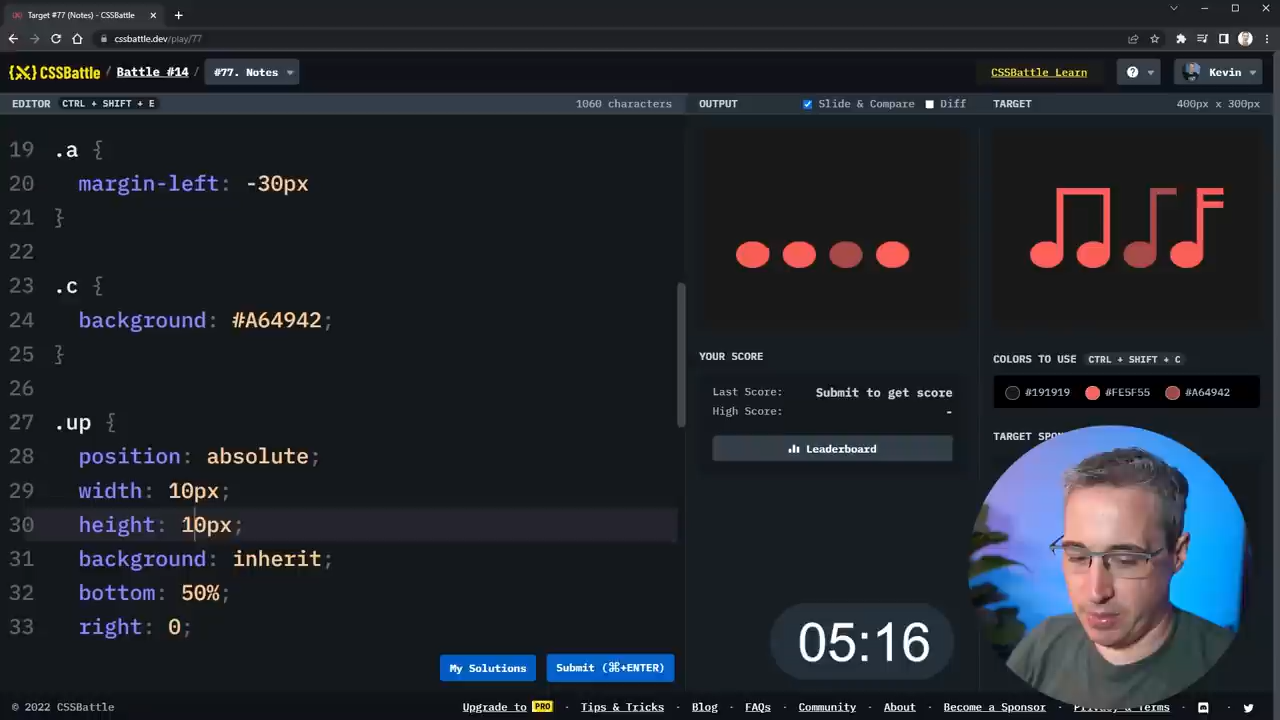 Target #77 (Notes) - CSSBattle
cssbattle.dev/play/77
{X} CSSBattle / Battle #14 / #77. Notes
CSSBattle Learn
? Kevin
EDITOR CTRL + SHIFT + E 1060 characters
OUTPUT Slide & Compare Diff
TARGET 400px x 300px
19 .a {
20 margin-left: -30px
21 }
22
23 .c {
24 background: #A64942;
25 }
26
27 .up {
28 position: absolute;
29 width: 10px;
30 height: 10px;
31 background: inherit;
32 bottom: 50%;
33 right: 0;
My Solutions Submit (⌘+ENTER)
YOUR SCORE
Last Score: Submit to get score
High Score: -
Leaderboard
COLORS TO USE CTRL + SHIFT + C
#191919 #FE5F55 #A64942
TARGET
05:16
© 2022 CSSBattle
Upgrade to PRO · Tips & Tricks · Blog · FAQs · Community · About · Become a Sponsor · Privacy & Terms